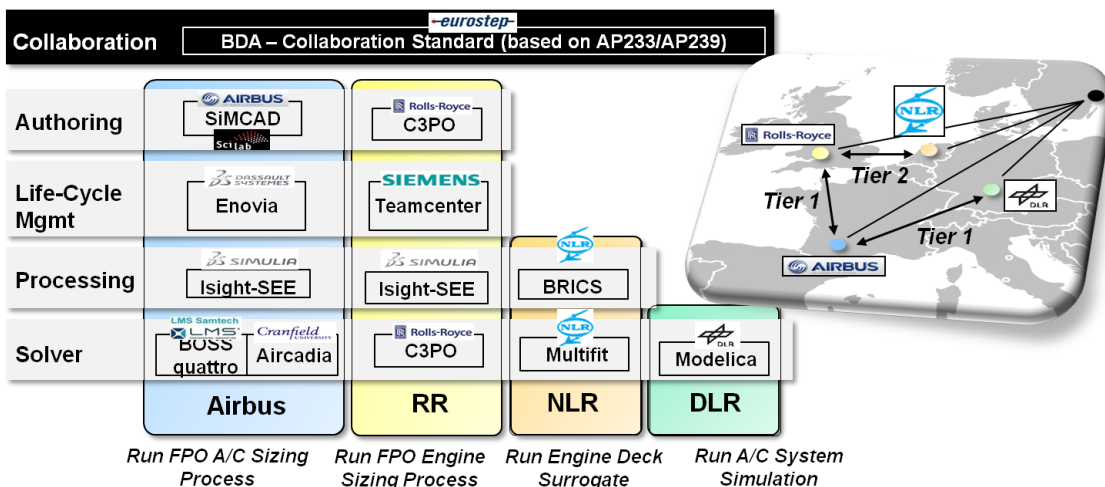 eurostep
Collaboration
BDA – Collaboration Standard (based on AP233/AP239)
Authoring
AIRBUS
SiMCAD
Sci
lab
Rolls-Royce
C3PO
Life-Cycle
Mgmt
DASSAULT
SYSTEMES
Enovia
SIEMENS
Teamcenter
Processing
SIMULIA
Isight-SEE
SIMULIA
Isight-SEE
NLR
BRICS
Solver
LMS Samtech
LMS
BOSS
quattro
Cranfield
UNIVERSITY
Aircadia
Rolls-Royce
C3PO
NLR
Multifit
DLR
Modelica
Airbus
RR
NLR
DLR
Run FPO A/C Sizing
Process
Run FPO Engine
Sizing Process
Run Engine Deck
Surrogate
Run A/C System
Simulation
NLR
Rolls-Royce
Tier 2
Tier 1
DLR
Tier 1
AIRBUS